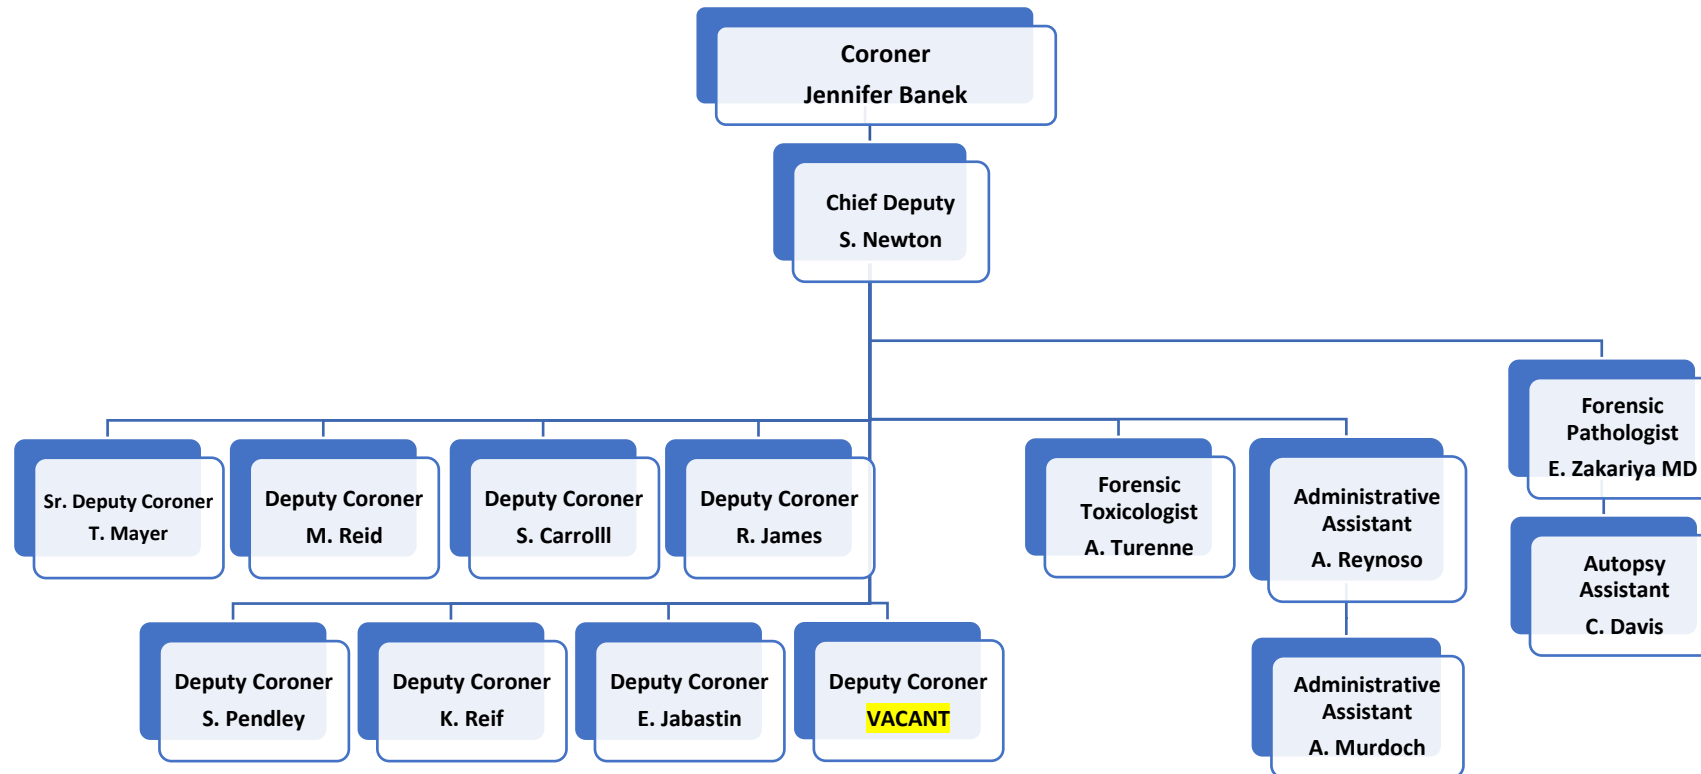 Coroner
Jennifer Banek
Chief Deputy
S. Newton
Forensic
Pathologist
E. Zakariya MD
Sr. Deputy Coroner
T. Mayer
Deputy Coroner
M. Reid
Deputy Coroner
S. Carrolll
Deputy Coroner
R. James
Forensic
Toxicologist
A. Turenne
Administrative
Assistant
A. Reynoso
Autopsy
Assistant
C. Davis
Deputy Coroner
S. Pendley
Deputy Coroner
K. Reif
Deputy Coroner
E. Jabastin
Deputy Coroner
VACANT
Administrative
Assistant
A. Murdoch